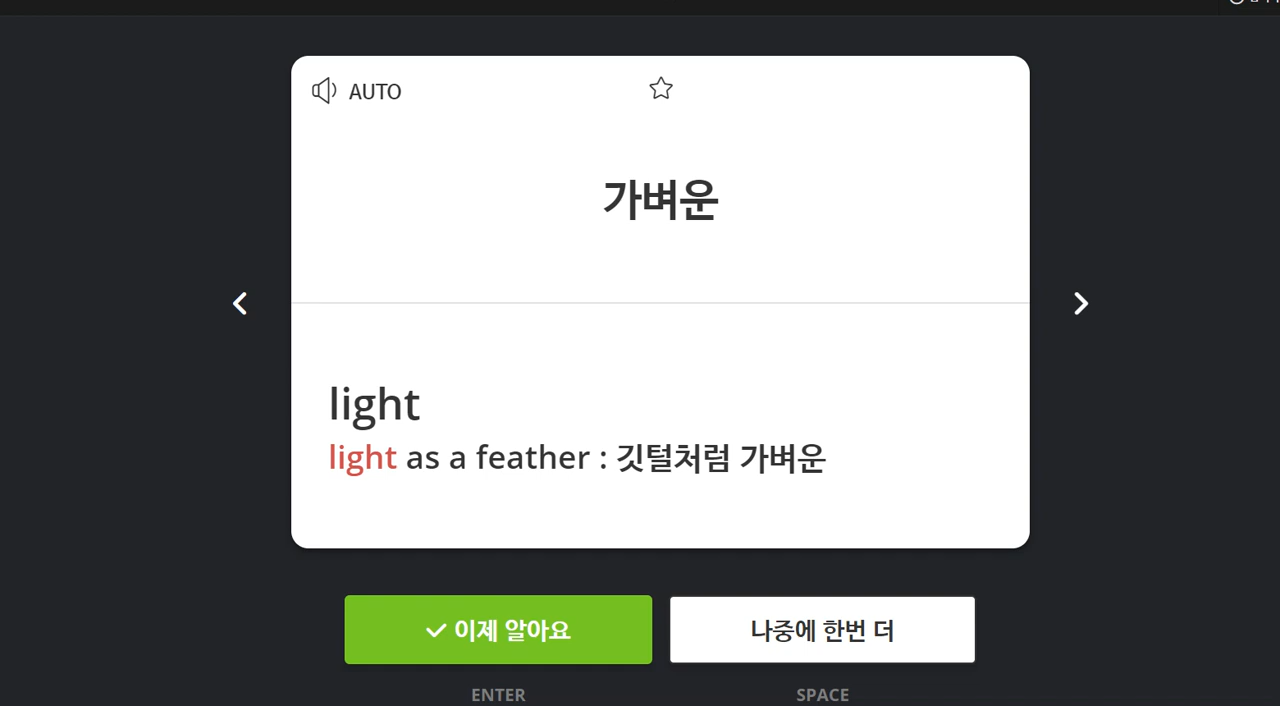 AUTO
가벼운
light
light as a feather : 깃털처럼 가벼운
이제 알아요
나중에 한번 더
ENTER
SPACE